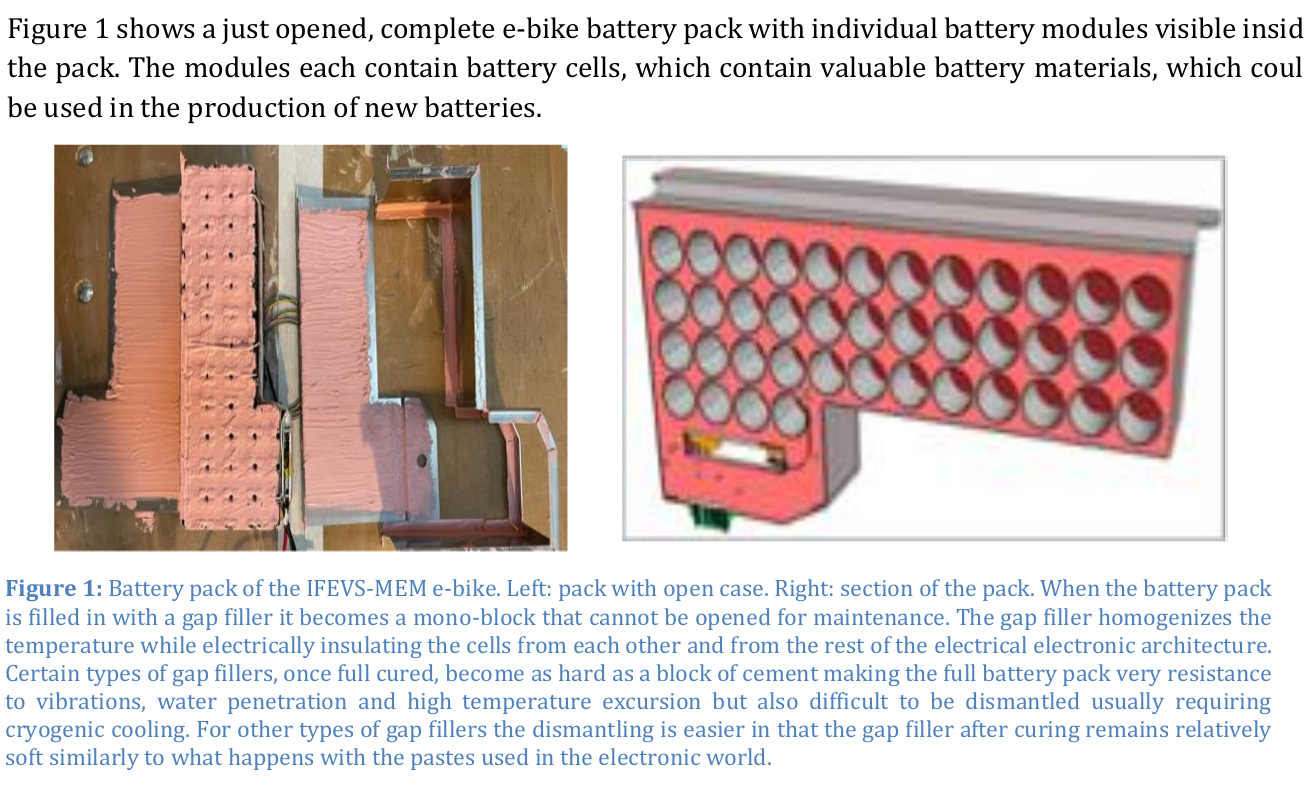 Figure 1 shows a just opened, complete e-bike battery pack with individual battery modules visible insid
the pack. The modules each contain battery cells, which contain valuable battery materials, which coul
be used in the production of new batteries.
Figure 1: Battery pack of the IFEVS-MEM e-bike. Left: pack with open case. Right: section of the pack. When the battery pack
is filled in with a gap filler it becomes a mono-block that cannot be opened for maintenance. The gap filler homogenizes the
temperature while electrically insulating the cells from each other and from the rest of the electrical electronic architecture.
Certain types of gap fillers, once full cured, become as hard as a block of cement making the full battery pack very resistance
to vibrations, water penetration and high temperature excursion but also difficult to be dismantled usually requiring
cryogenic cooling. For other types of gap fillers the dismantling is easier in that the gap filler after curing remains relatively
soft similarly to what happens with the pastes used in the electronic world.